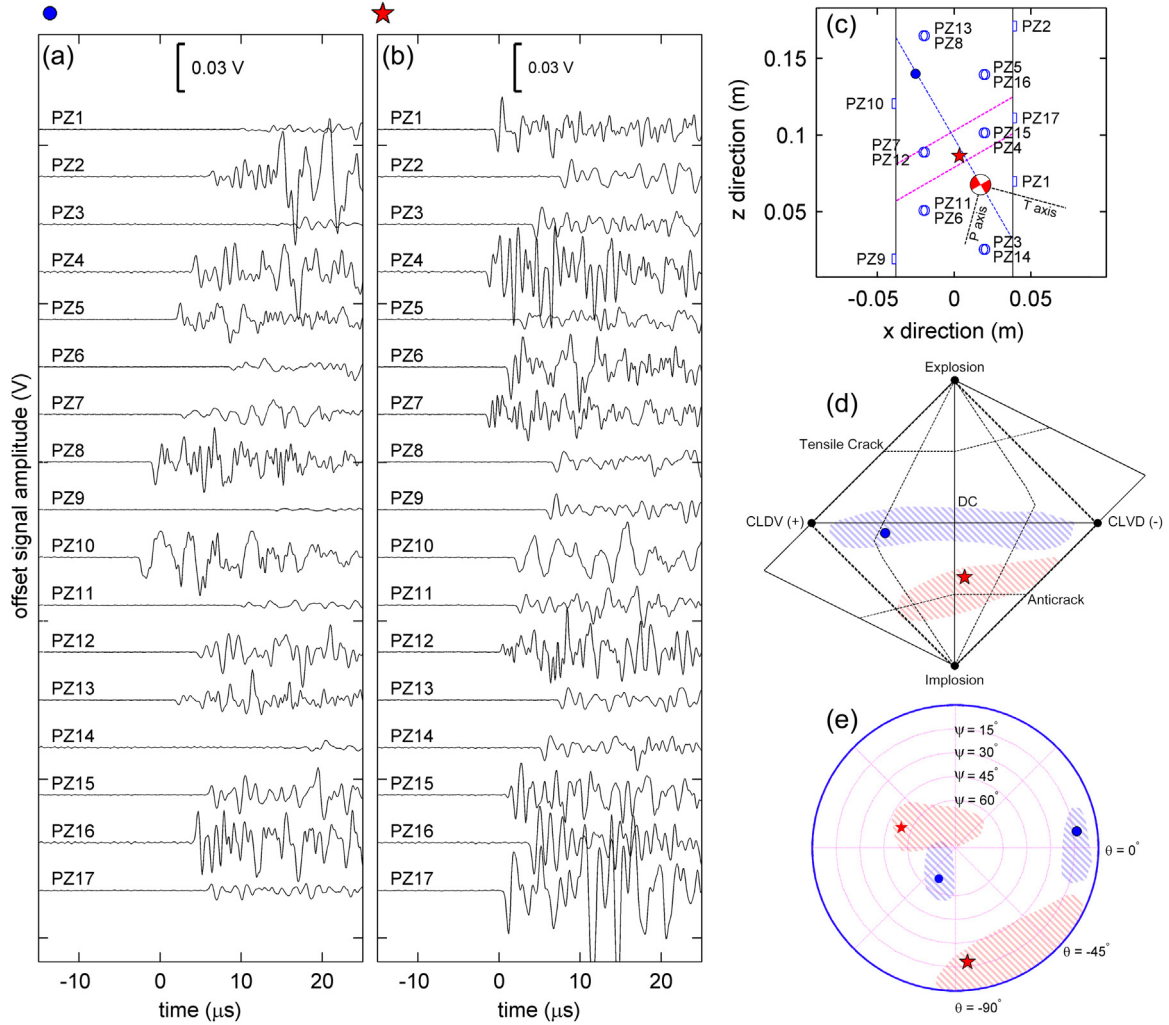 (a)
0.03 V
PZ1
PZ2
PZ3
PZ4
PZ5
PZ6
PZ7
PZ8
PZ9
PZ10
PZ11
PZ12
PZ13
PZ14
PZ15
PZ16
PZ17
offset signal amplitude (V)
-10
0
10
20
time (μs)
(b)
0.03 V
PZ1
PZ2
PZ3
PZ4
PZ5
PZ6
PZ7
PZ8
PZ9
PZ10
PZ11
PZ12
PZ13
PZ14
PZ15
PZ16
PZ17
-10
0
10
20
time (μs)
(c)
PZ13
PZ8
PZ2
PZ5
PZ16
PZ10
PZ17
PZ15
PZ4
PZ7
PZ12
PZ1
PZ11
PZ6
T axis
P axis
PZ3
PZ14
PZ9
0.15
0.1
0.05
z direction (m)
-0.05
0
0.05
x direction (m)
Explosion
(d)
Tensile Crack
DC
CLDV (+)
CLVD (-)
Anticrack
Implosion
(e)
ψ = 15°
ψ = 30°
ψ = 45°
ψ = 60°
θ = 0°
θ = -45°
θ = -90°